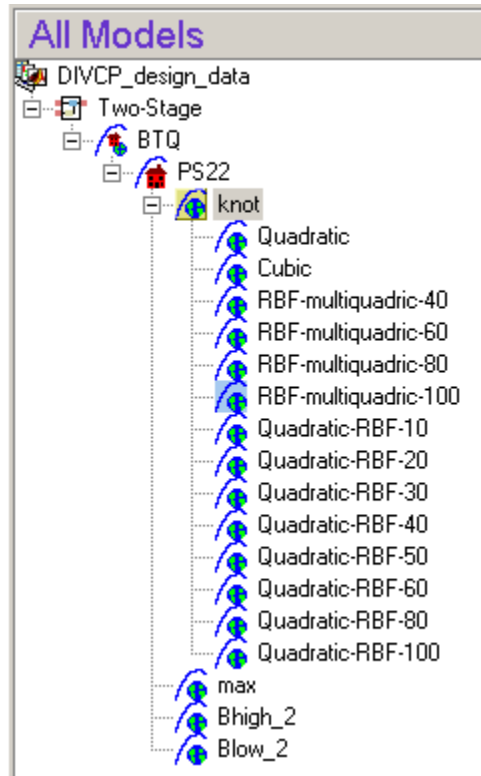 All Models
DIVCP_design_data
Two-Stage
BTQ
PS22
knot
Quadratic
Cubic
RBF-multiquadric-40
RBF-multiquadric-60
RBF-multiquadric-80
RBF-multiquadric-100
Quadratic-RBF-10
Quadratic-RBF-20
Quadratic-RBF-30
Quadratic-RBF-40
Quadratic-RBF-50
Quadratic-RBF-60
Quadratic-RBF-80
Quadratic-RBF-100
max
Bhigh_2
Blow_2